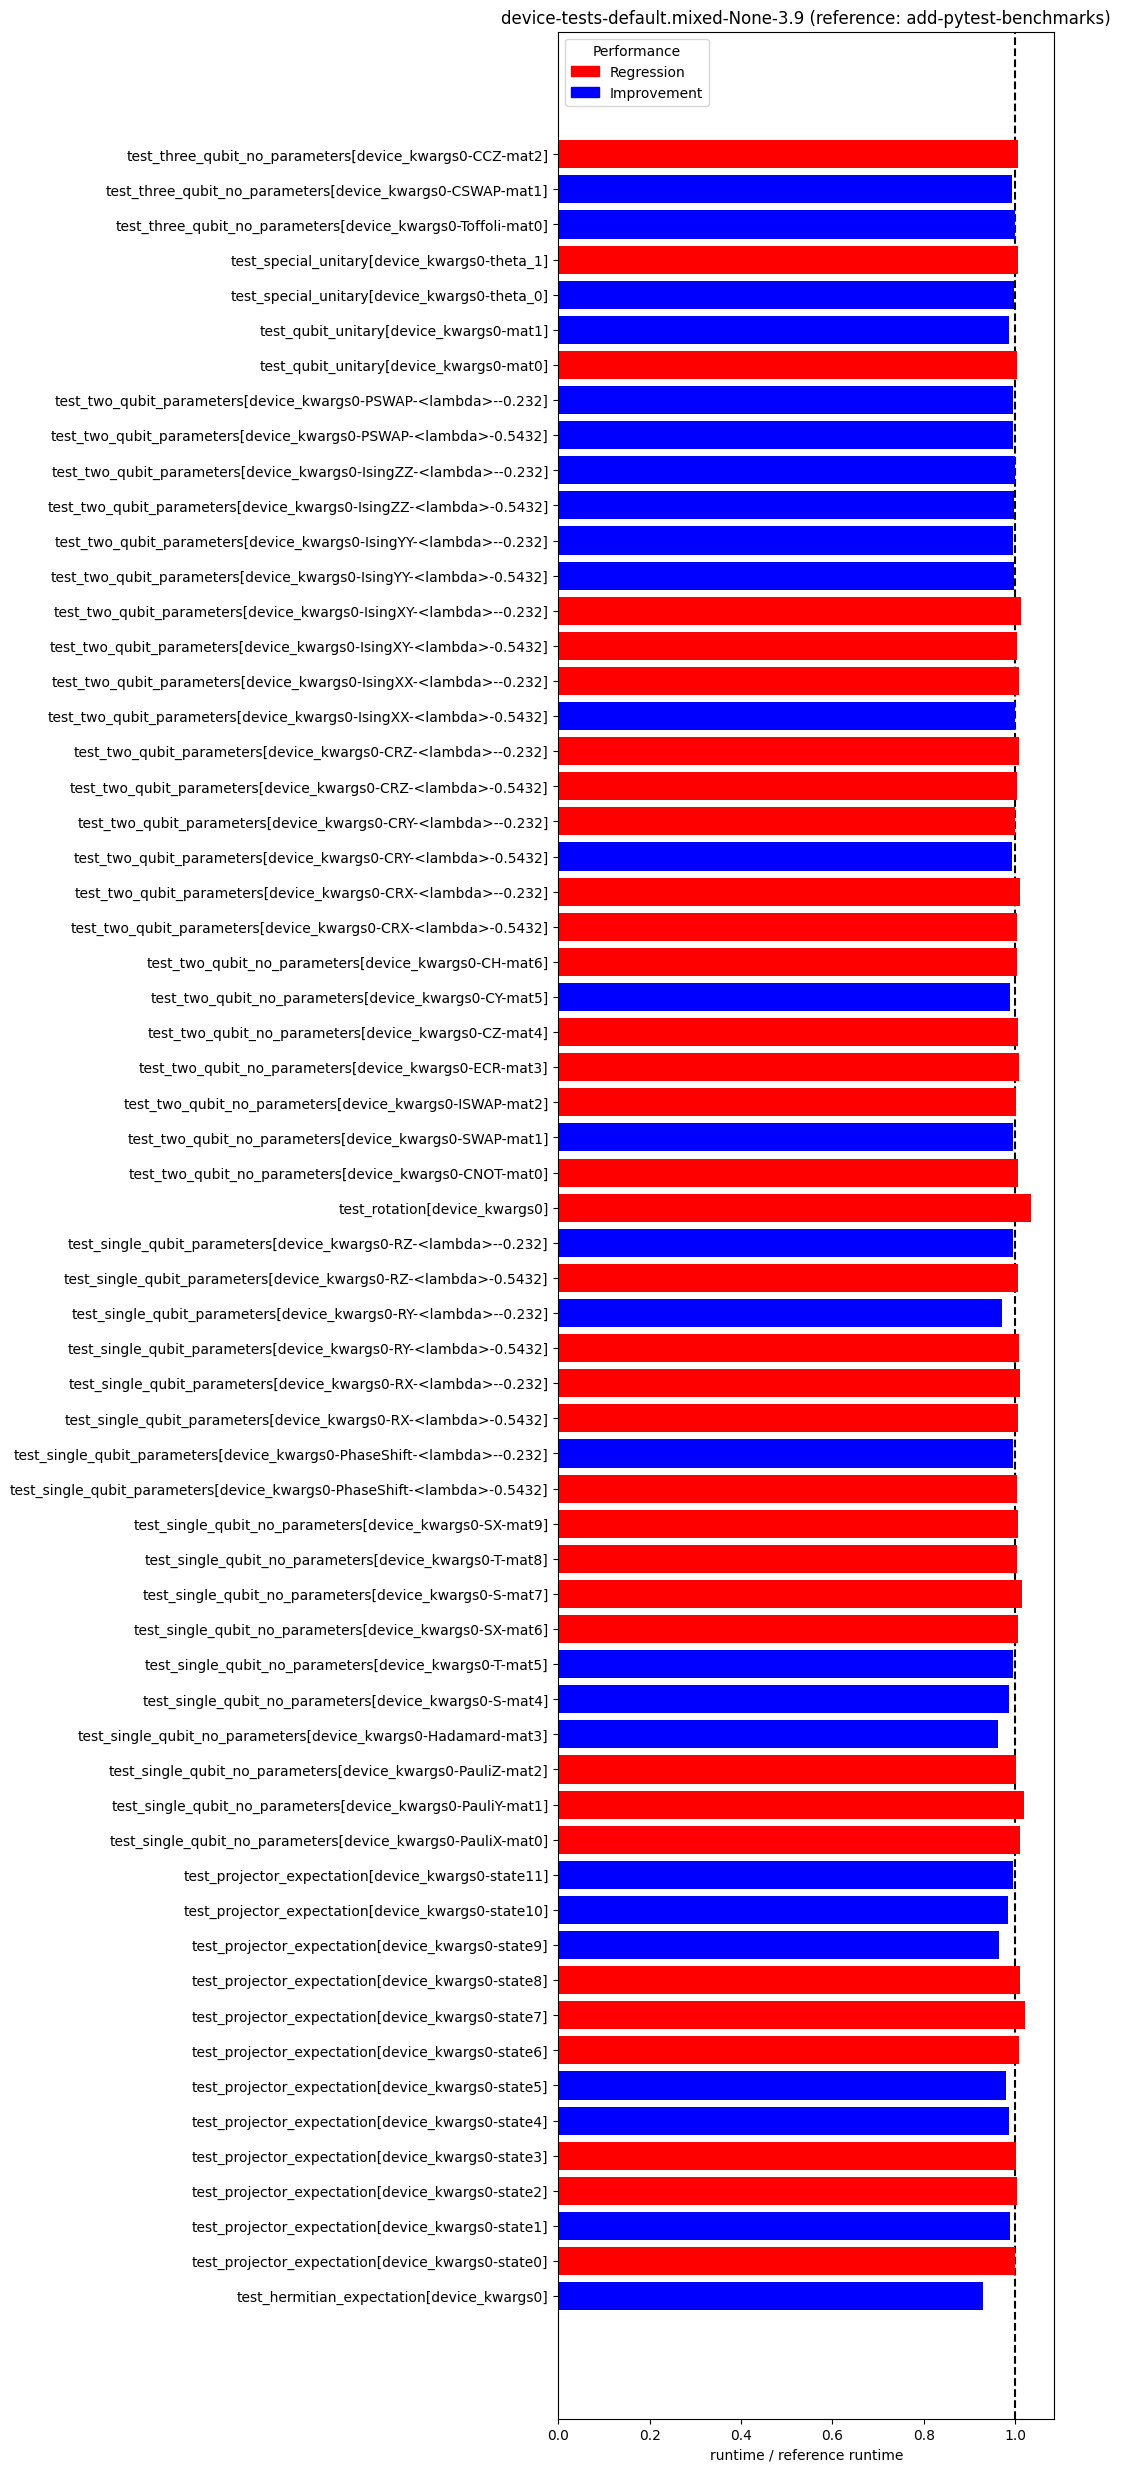 device-tests-default.mixed-None-3.9 (reference: add-pytest-benchmarks)
Performance
Regression
Improvement
test_three_qubit_no_parameters[device_kwargs0-CCZ-mat2]
test_three_qubit_no_parameters[device_kwargs0-CSWAP-mat1]
test_three_qubit_no_parameters[device_kwargs0-Toffoli-mat0]
test_special_unitary[device_kwargs0-theta_1]
test_special_unitary[device_kwargs0-theta_0]
test_qubit_unitary[device_kwargs0-mat1]
test_qubit_unitary[device_kwargs0-mat0]
test_two_qubit_parameters[device_kwargs0-PSWAP-<lambda>--0.232]
test_two_qubit_parameters[device_kwargs0-PSWAP-<lambda>-0.5432]
test_two_qubit_parameters[device_kwargs0-IsingZZ-<lambda>--0.232]
test_two_qubit_parameters[device_kwargs0-IsingZZ-<lambda>-0.5432]
test_two_qubit_parameters[device_kwargs0-IsingYY-<lambda>--0.232]
test_two_qubit_parameters[device_kwargs0-IsingYY-<lambda>-0.5432]
test_two_qubit_parameters[device_kwargs0-IsingXY-<lambda>--0.232]
test_two_qubit_parameters[device_kwargs0-IsingXY-<lambda>-0.5432]
test_two_qubit_parameters[device_kwargs0-IsingXX-<lambda>--0.232]
test_two_qubit_parameters[device_kwargs0-IsingXX-<lambda>-0.5432]
test_two_qubit_parameters[device_kwargs0-CRZ-<lambda>--0.232]
test_two_qubit_parameters[device_kwargs0-CRZ-<lambda>-0.5432]
test_two_qubit_parameters[device_kwargs0-CRY-<lambda>--0.232]
test_two_qubit_parameters[device_kwargs0-CRY-<lambda>-0.5432]
test_two_qubit_parameters[device_kwargs0-CRX-<lambda>--0.232]
test_two_qubit_parameters[device_kwargs0-CRX-<lambda>-0.5432]
test_two_qubit_no_parameters[device_kwargs0-CH-mat6]
test_two_qubit_no_parameters[device_kwargs0-CY-mat5]
test_two_qubit_no_parameters[device_kwargs0-CZ-mat4]
test_two_qubit_no_parameters[device_kwargs0-ECR-mat3]
test_two_qubit_no_parameters[device_kwargs0-ISWAP-mat2]
test_two_qubit_no_parameters[device_kwargs0-SWAP-mat1]
test_two_qubit_no_parameters[device_kwargs0-CNOT-mat0]
test_rotation[device_kwargs0]
test_single_qubit_parameters[device_kwargs0-RZ-<lambda>--0.232]
test_single_qubit_parameters[device_kwargs0-RZ-<lambda>-0.5432]
test_single_qubit_parameters[device_kwargs0-RY-<lambda>--0.232]
test_single_qubit_parameters[device_kwargs0-RY-<lambda>-0.5432]
test_single_qubit_parameters[device_kwargs0-RX-<lambda>--0.232]
test_single_qubit_parameters[device_kwargs0-RX-<lambda>-0.5432]
test_single_qubit_parameters[device_kwargs0-PhaseShift-<lambda>--0.232]
test_single_qubit_parameters[device_kwargs0-PhaseShift-<lambda>-0.5432]
test_single_qubit_no_parameters[device_kwargs0-SX-mat9]
test_single_qubit_no_parameters[device_kwargs0-T-mat8]
test_single_qubit_no_parameters[device_kwargs0-S-mat7]
test_single_qubit_no_parameters[device_kwargs0-SX-mat6]
test_single_qubit_no_parameters[device_kwargs0-T-mat5]
test_single_qubit_no_parameters[device_kwargs0-S-mat4]
test_single_qubit_no_parameters[device_kwargs0-Hadamard-mat3]
test_single_qubit_no_parameters[device_kwargs0-PauliZ-mat2]
test_single_qubit_no_parameters[device_kwargs0-PauliY-mat1]
test_single_qubit_no_parameters[device_kwargs0-PauliX-mat0]
test_projector_expectation[device_kwargs0-state11]
test_projector_expectation[device_kwargs0-state10]
test_projector_expectation[device_kwargs0-state9]
test_projector_expectation[device_kwargs0-state8]
test_projector_expectation[device_kwargs0-state7]
test_projector_expectation[device_kwargs0-state6]
test_projector_expectation[device_kwargs0-state5]
test_projector_expectation[device_kwargs0-state4]
test_projector_expectation[device_kwargs0-state3]
test_projector_expectation[device_kwargs0-state2]
test_projector_expectation[device_kwargs0-state1]
test_projector_expectation[device_kwargs0-state0]
test_hermitian_expectation[device_kwargs0]
0.0 0.2 0.4 0.6 0.8 1.0
runtime / reference runtime